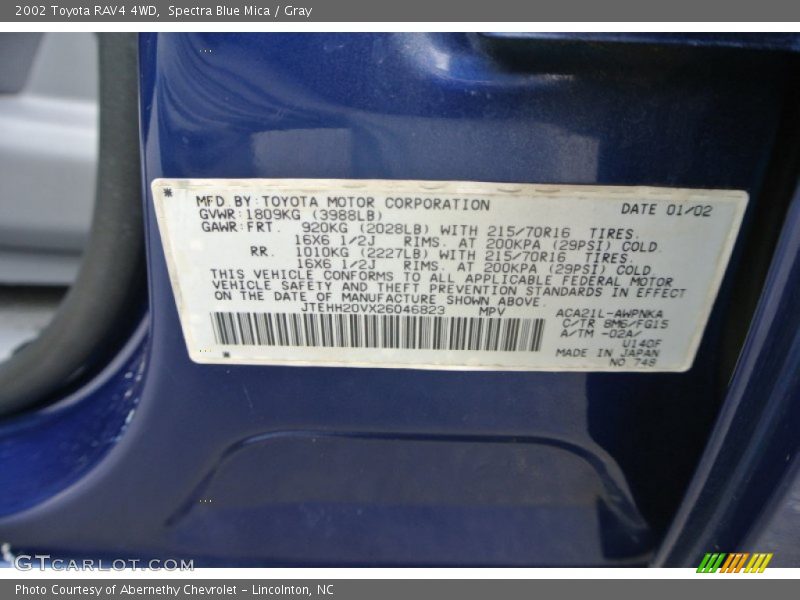 2002 Toyota RAV4 4WD, Spectra Blue Mica / Gray
MFD. BY: TOYOTA MOTOR CORPORATION DATE 01/02
GVWR: 1809KG (3988LB)
GAWR: FRT. 920KG (2028LB) WITH 215/70R16 TIRES.
16X6 1/2J RIMS. AT 200KPA (29PSI) COLD
RR. 1010KG (2227LB) WITH 215/70R16 TIRES.
16X6 1/2J RIMS. AT 200KPA (29PSI) COLD
THIS VEHICLE CONFORMS TO ALL APPLICABLE FEDERAL MOTOR
VEHICLE SAFETY AND THEFT PREVENTION STANDARDS IN EFFECT
ON THE DATE OF MANUFACTURE SHOWN ABOVE.
JTEHH20VX26046823 MPV
ACA21L-AWPNKA
C/TR 8M6/FG15
A/TM -02A/
U140F
MADE IN JAPAN
NO 748
GTCARLOT.COM
Photo Courtesy of Abernethy Chevrolet - Lincolnton, NC